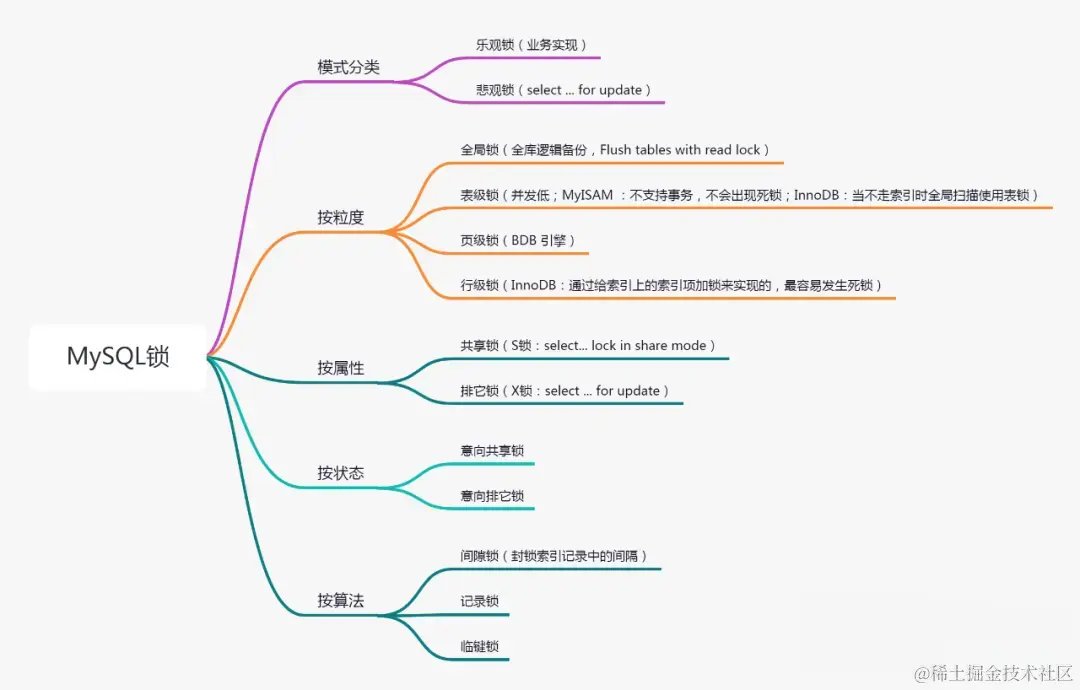 MySQL锁
模式分类
乐观锁（业务实现）
悲观锁（select ... for update）
按粒度
全局锁（全库逻辑备份，Flush tables with read lock）
表级锁（并发低；MyISAM ：不支持事务，不会出现死锁；InnoDB：当不走索引时全局扫描使用表锁）
页级锁（BDB 引擎）
行级锁（InnoDB：通过给索引上的索引项加锁来实现的，最容易发生死锁）
按属性
共享锁（S锁：select... lock in share mode）
排它锁（X锁：select ... for update）
按状态
意向共享锁
意向排它锁
按算法
间隙锁（封锁索引记录中的间隔）
记录锁
临键锁
@稀土掘金技术社区